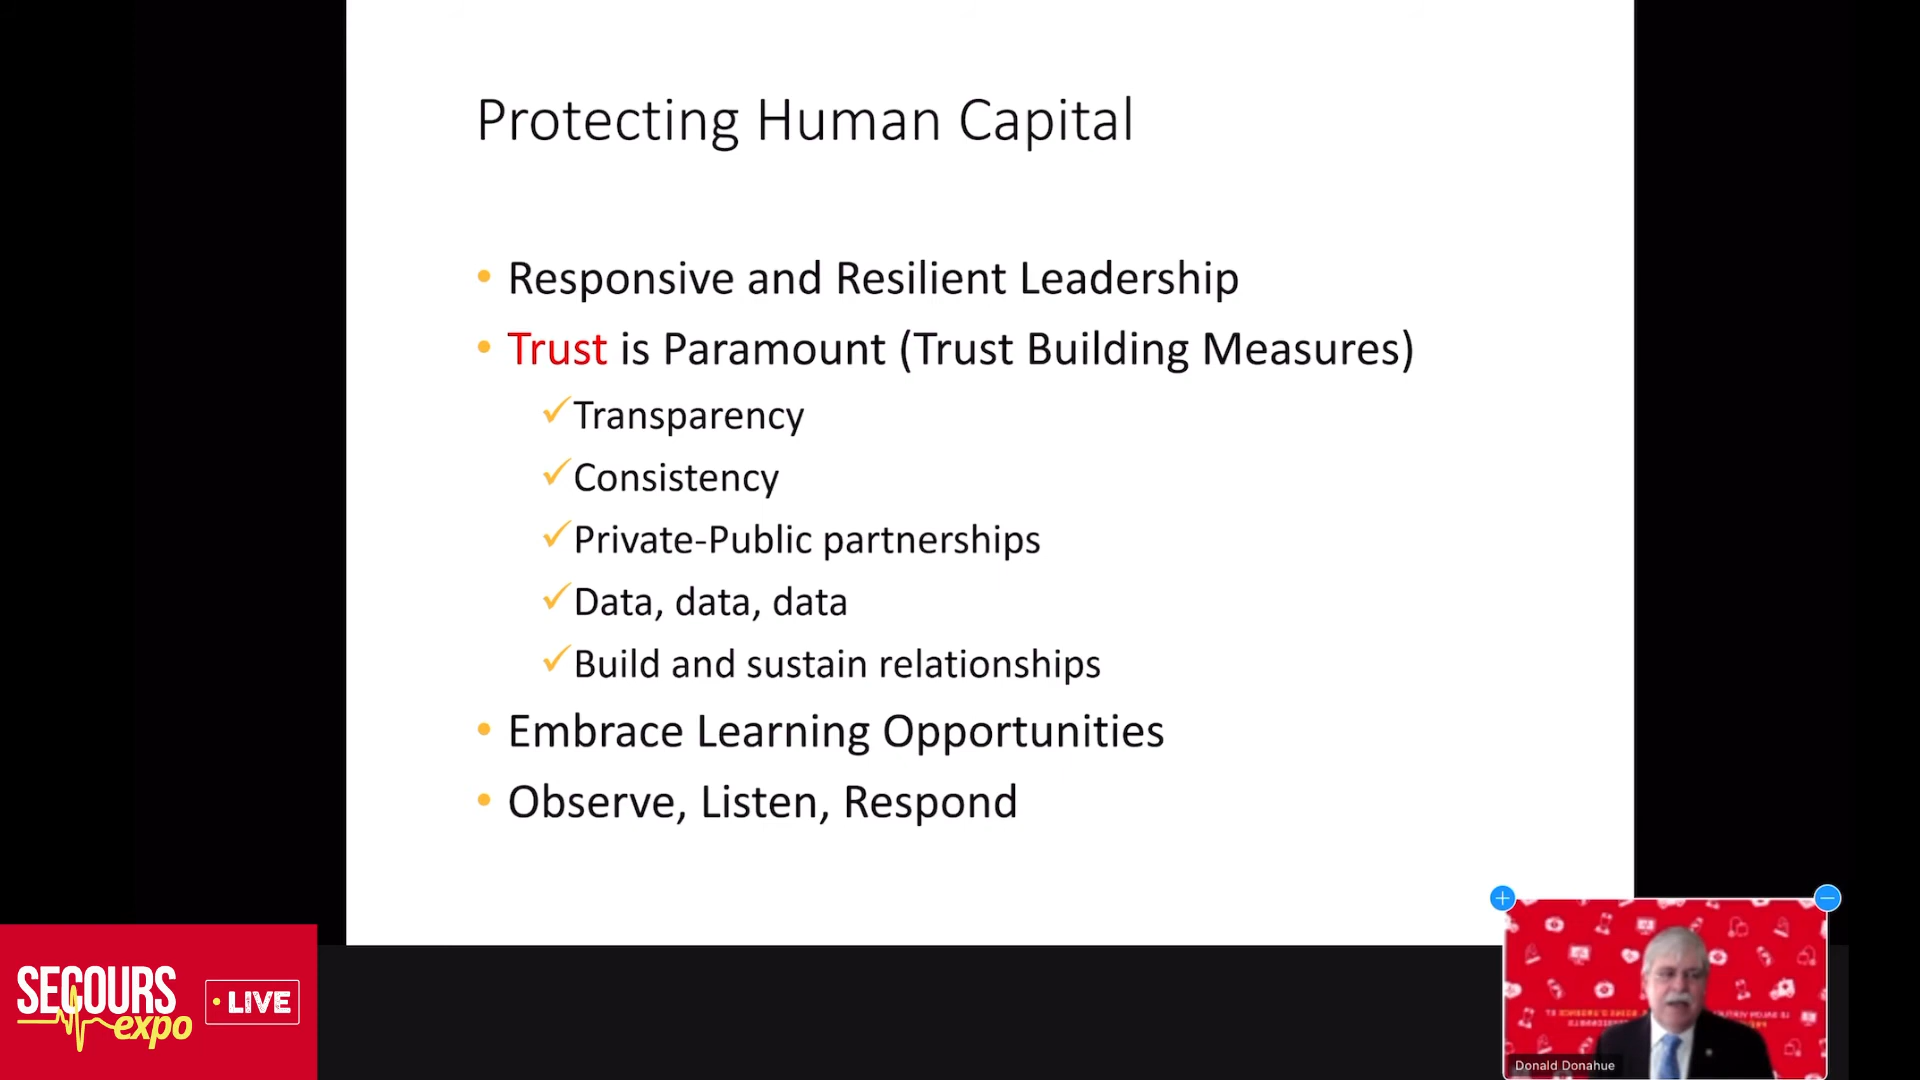 Protecting Human Capital
• Responsive and Resilient Leadership
• Trust is Paramount (Trust Building Measures)
✓Transparency
✓Consistency
✓Private-Public partnerships
✓Data, data, data
✓Build and sustain relationships
• Embrace Learning Opportunities
• Observe, Listen, Respond
SECOURS
expo
• LIVE
Donald Donahue